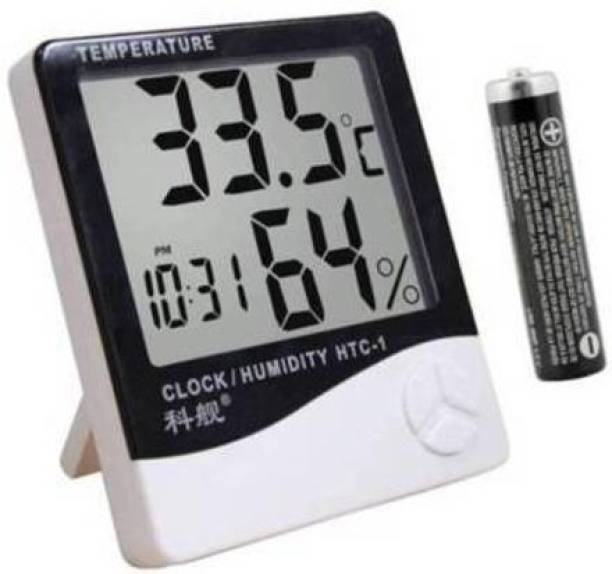 TEMPERATURE
33.5°C
PM
10:31 64%
CLOCK/HUMIDITY HTC-1
科舰®
+